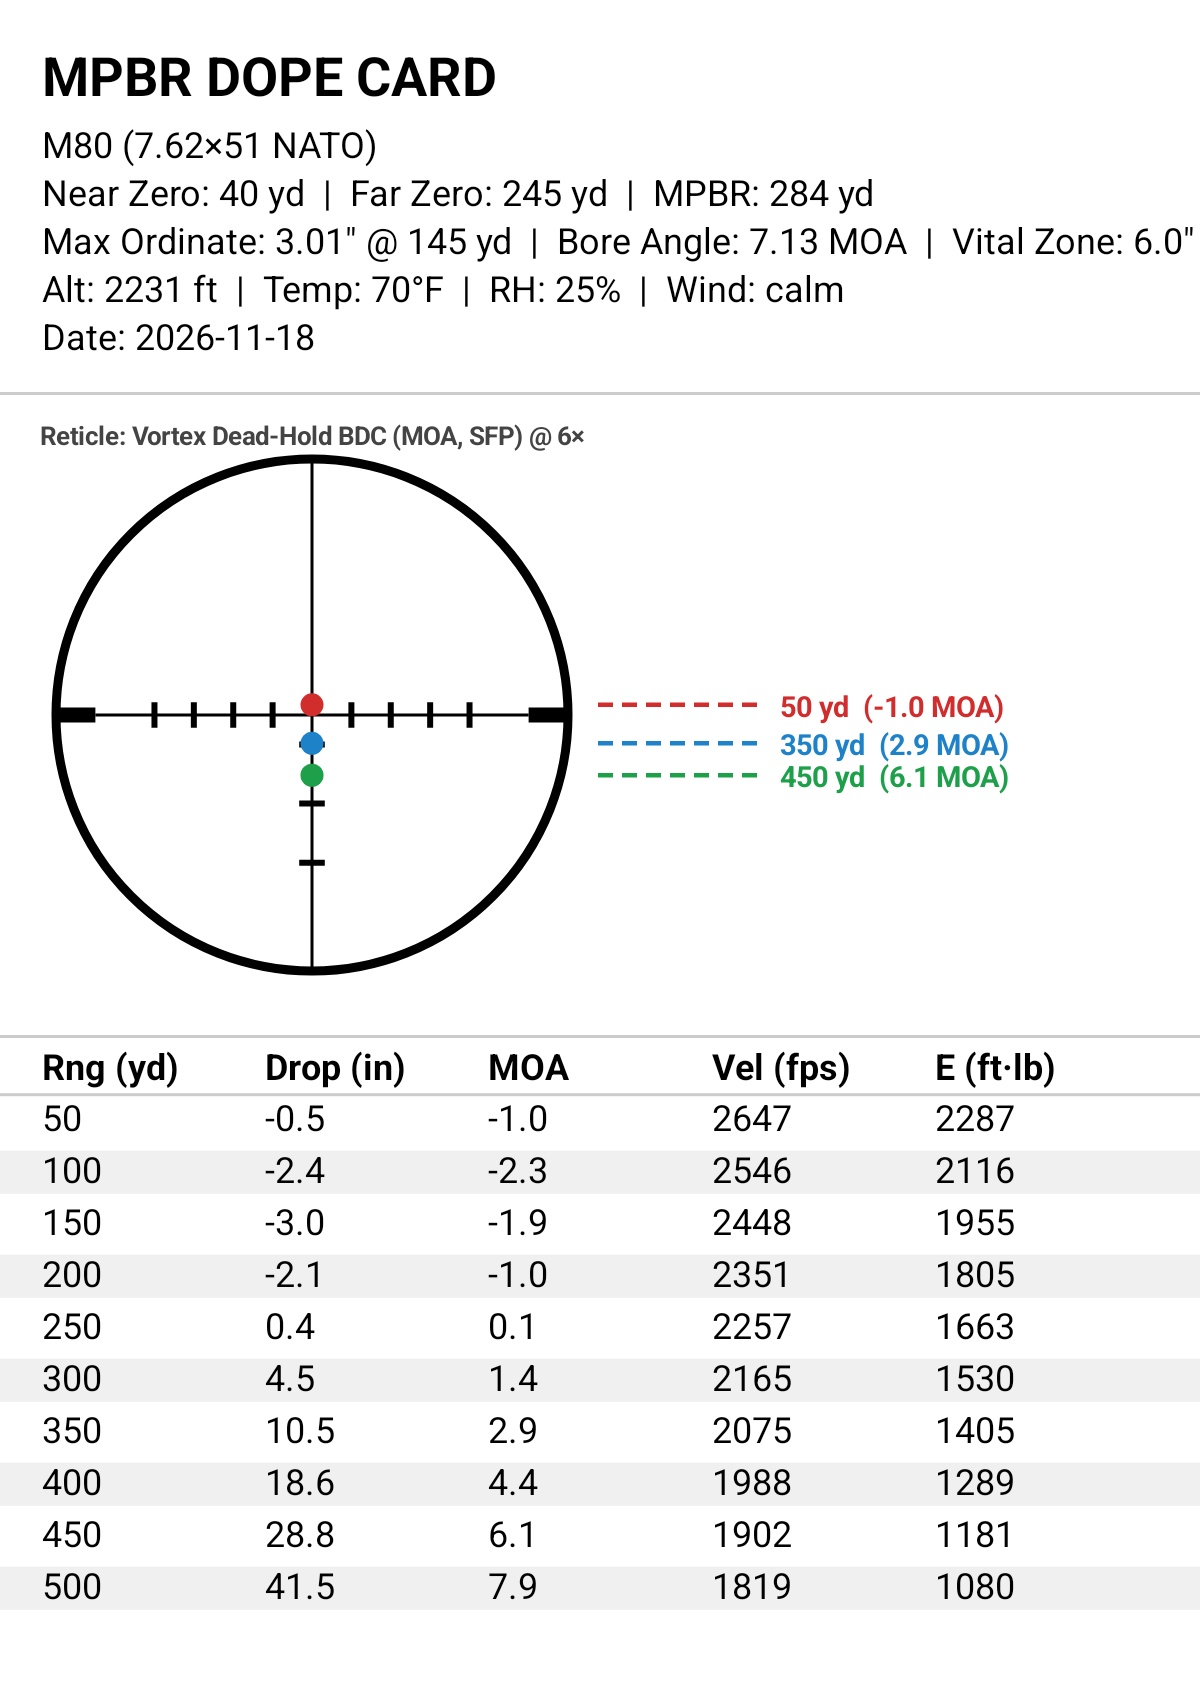 MPBR DOPE CARD
M80 (7.62×51 NATO)
Near Zero: 40 yd | Far Zero: 245 yd | MPBR: 284 yd
Max Ordinate: 3.01" @ 145 yd | Bore Angle: 7.13 MOA | Vital Zone: 6.0"
Alt: 2231 ft | Temp: 70°F | RH: 25% | Wind: calm
Date: 2026-11-18
Reticle: Vortex Dead-Hold BDC (MOA, SFP) @ 6×
50 yd (-1.0 MOA)
350 yd (2.9 MOA)
450 yd (6.1 MOA)
Rng (yd) Drop (in) MOA Vel (fps) E (ft·lb)
50 -0.5 -1.0 2647 2287
100 -2.4 -2.3 2546 2116
150 -3.0 -1.9 2448 1955
200 -2.1 -1.0 2351 1805
250 0.4 0.1 2257 1663
300 4.5 1.4 2165 1530
350 10.5 2.9 2075 1405
400 18.6 4.4 1988 1289
450 28.8 6.1 1902 1181
500 41.5 7.9 1819 1080